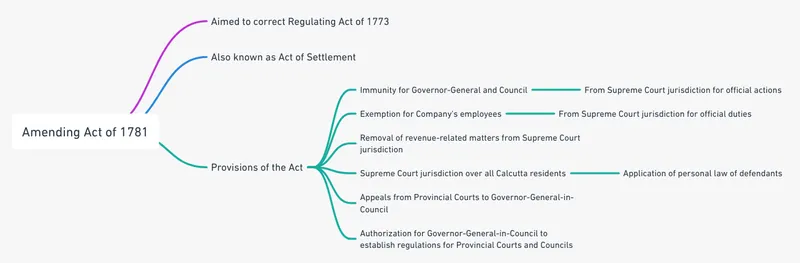 Amending Act of 1781
Aimed to correct Regulating Act of 1773
Also known as Act of Settlement
Provisions of the Act
Immunity for Governor-General and Council
From Supreme Court jurisdiction for official actions
Exemption for Company's employees
From Supreme Court jurisdiction for official duties
Removal of revenue-related matters from Supreme Court
jurisdiction
Supreme Court jurisdiction over all Calcutta residents
Application of personal law of defendants
Appeals from Provincial Courts to Governor-General-in-
Council
Authorization for Governor-General-in-Council to
establish regulations for Provincial Courts and Councils